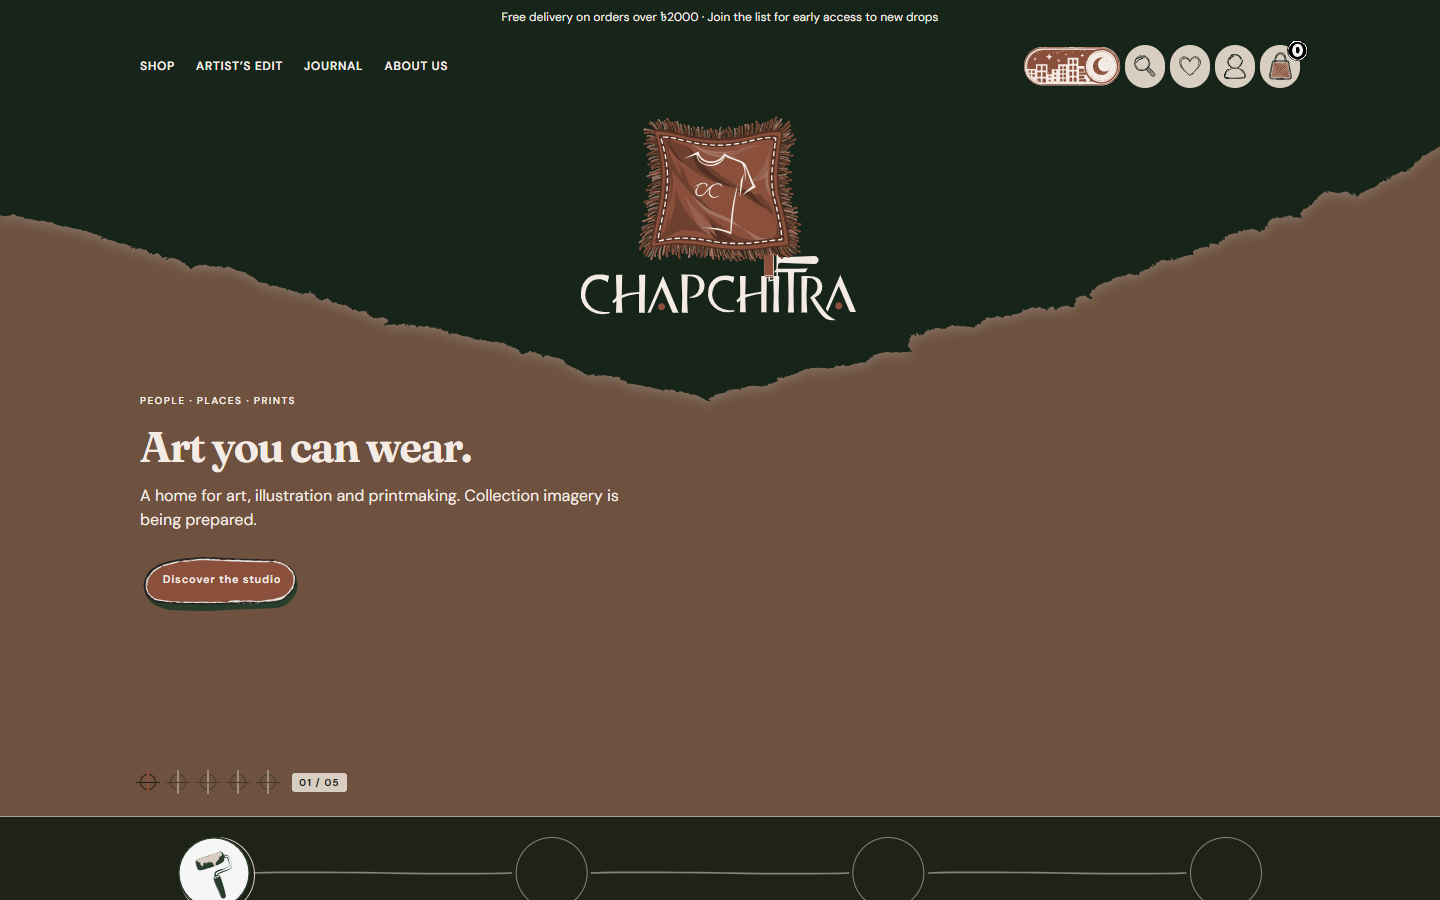 Free delivery on orders over ৳2000 · Join the list for early access to new drops
SHOP ARTIST’S EDIT JOURNAL ABOUT US
0
CC
CHAPCHITRA
PEOPLE · PLACES · PRINTS
Art you can wear.
A home for art, illustration and printmaking. Collection imagery is
being prepared.
Discover the studio
01 / 05